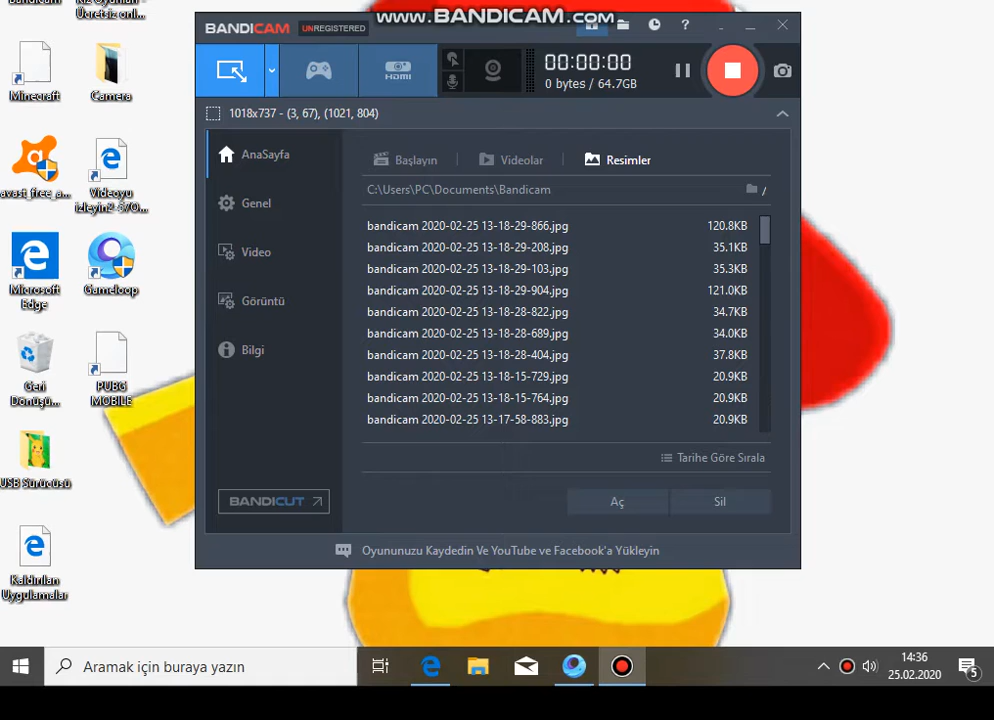 www.BANDICAM.com
BANDICAM UNREGISTERED
HDMI
00:00:00
0 bytes / 64.7GB
1018x737 - (3, 67), (1021, 804)
AnaSayfa
Genel
Video
Görüntü
Bilgi
BANDICUT
Başlayın
Videolar
Resimler
C:\Users\PC\Documents\Bandicam
bandicam 2020-02-25 13-18-29-866.jpg 120.8KB
bandicam 2020-02-25 13-18-29-208.jpg 35.1KB
bandicam 2020-02-25 13-18-29-103.jpg 35.3KB
bandicam 2020-02-25 13-18-29-904.jpg 121.0KB
bandicam 2020-02-25 13-18-28-822.jpg 34.7KB
bandicam 2020-02-25 13-18-28-689.jpg 34.0KB
bandicam 2020-02-25 13-18-28-404.jpg 37.8KB
bandicam 2020-02-25 13-18-15-729.jpg 20.9KB
bandicam 2020-02-25 13-18-15-764.jpg 20.9KB
bandicam 2020-02-25 13-17-58-883.jpg 20.9KB
Tarihe Göre Sırala
Aç
Sil
Oyununuzu Kaydedin Ve YouTube ve Facebook'a Yükleyin
Minecraft
Camera
avast_free_a...
Videoyu
Microsoft
Edge
Gameloop
Geri
Dönüşü...
PUBG
MOBILE
USB Sürücüsü
Kaldırılan
Uygulamalar
Aramak için buraya yazın
14:36
25.02.2020
5